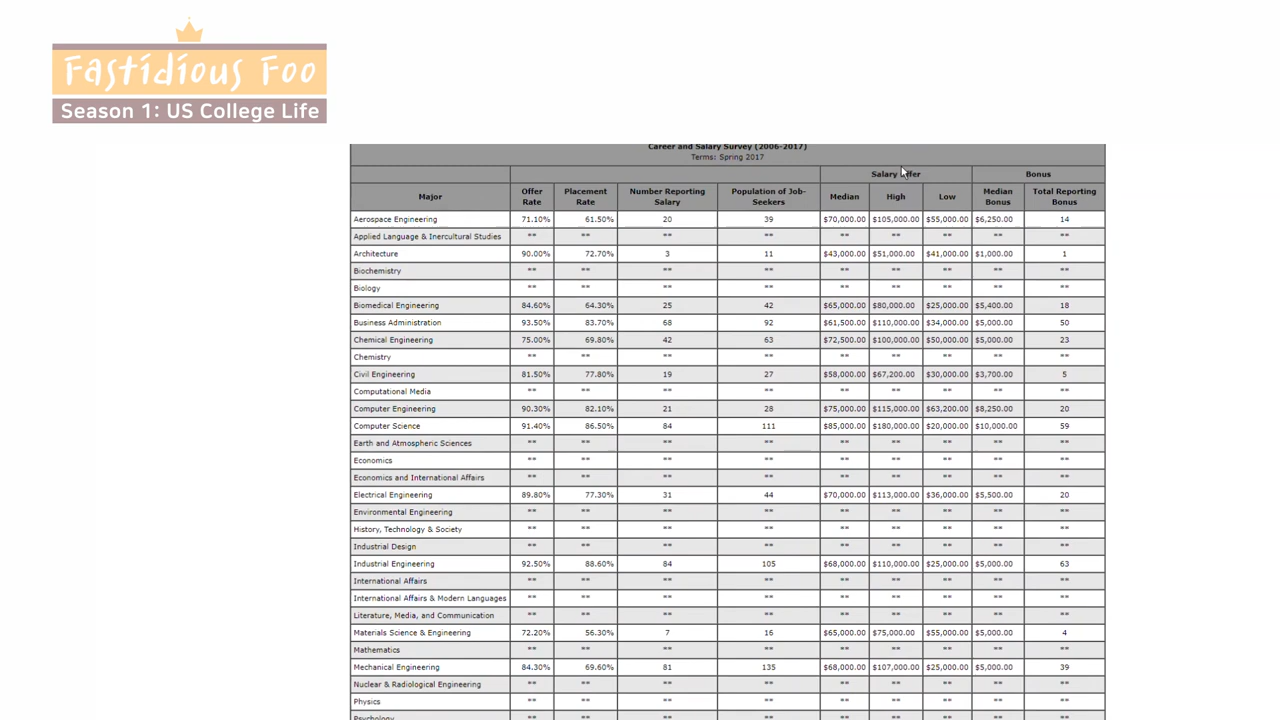 Fastidious Foo
Season 1: US College Life
Career and Salary Survey (2006-2017)
Terms: Spring 2017
Salary Offer Bonus
Major Offer Rate Placement Rate Number Reporting Salary Population of Job-Seekers Median High Low Median Bonus Total Reporting Bonus
Aerospace Engineering 71.10% 61.50% 20 39 $70,000.00 $105,000.00 $55,000.00 $6,250.00 14
Applied Language & Inercultural Studies ** ** ** ** ** ** ** ** **
Architecture 90.00% 72.70% 3 11 $43,000.00 $51,000.00 $41,000.00 $1,000.00 1
Biochemistry ** ** ** ** ** ** ** ** **
Biology ** ** ** ** ** ** ** ** **
Biomedical Engineering 84.60% 64.30% 25 42 $65,000.00 $80,000.00 $25,000.00 $5,400.00 18
Business Administration 93.50% 83.70% 68 92 $61,500.00 $110,000.00 $34,000.00 $5,000.00 50
Chemical Engineering 75.00% 69.80% 42 63 $72,500.00 $100,000.00 $50,000.00 $5,000.00 23
Chemistry ** ** ** ** ** ** ** ** **
Civil Engineering 81.50% 77.80% 19 27 $58,000.00 $67,200.00 $30,000.00 $3,700.00 5
Computational Media ** ** ** ** ** ** ** ** **
Computer Engineering 90.30% 82.10% 21 28 $75,000.00 $115,000.00 $63,200.00 $8,250.00 20
Computer Science 91.40% 86.50% 84 111 $85,000.00 $180,000.00 $20,000.00 $10,000.00 59
Earth and Atmospheric Sciences ** ** ** ** ** ** ** ** **
Economics ** ** ** ** ** ** ** ** **
Economics and International Affairs ** ** ** ** ** ** ** ** **
Electrical Engineering 89.80% 77.30% 31 44 $70,000.00 $113,000.00 $36,000.00 $5,500.00 20
Environmental Engineering ** ** ** ** ** ** ** ** **
History, Technology & Society ** ** ** ** ** ** ** ** **
Industrial Design ** ** ** ** ** ** ** ** **
Industrial Engineering 92.50% 88.60% 84 105 $68,000.00 $110,000.00 $25,000.00 $5,000.00 63
International Affairs ** ** ** ** ** ** ** ** **
International Affairs & Modern Languages ** ** ** ** ** ** ** ** **
Literature, Media, and Communication ** ** ** ** ** ** ** ** **
Materials Science & Engineering 72.20% 56.30% 7 16 $65,000.00 $75,000.00 $55,000.00 $5,000.00 4
Mathematics ** ** ** ** ** ** ** ** **
Mechanical Engineering 84.30% 69.60% 81 135 $68,000.00 $107,000.00 $25,000.00 $5,000.00 39
Nuclear & Radiological Engineering ** ** ** ** ** ** ** ** **
Physics ** ** ** ** ** ** ** ** **
Psychology ** ** ** ** ** ** ** ** **